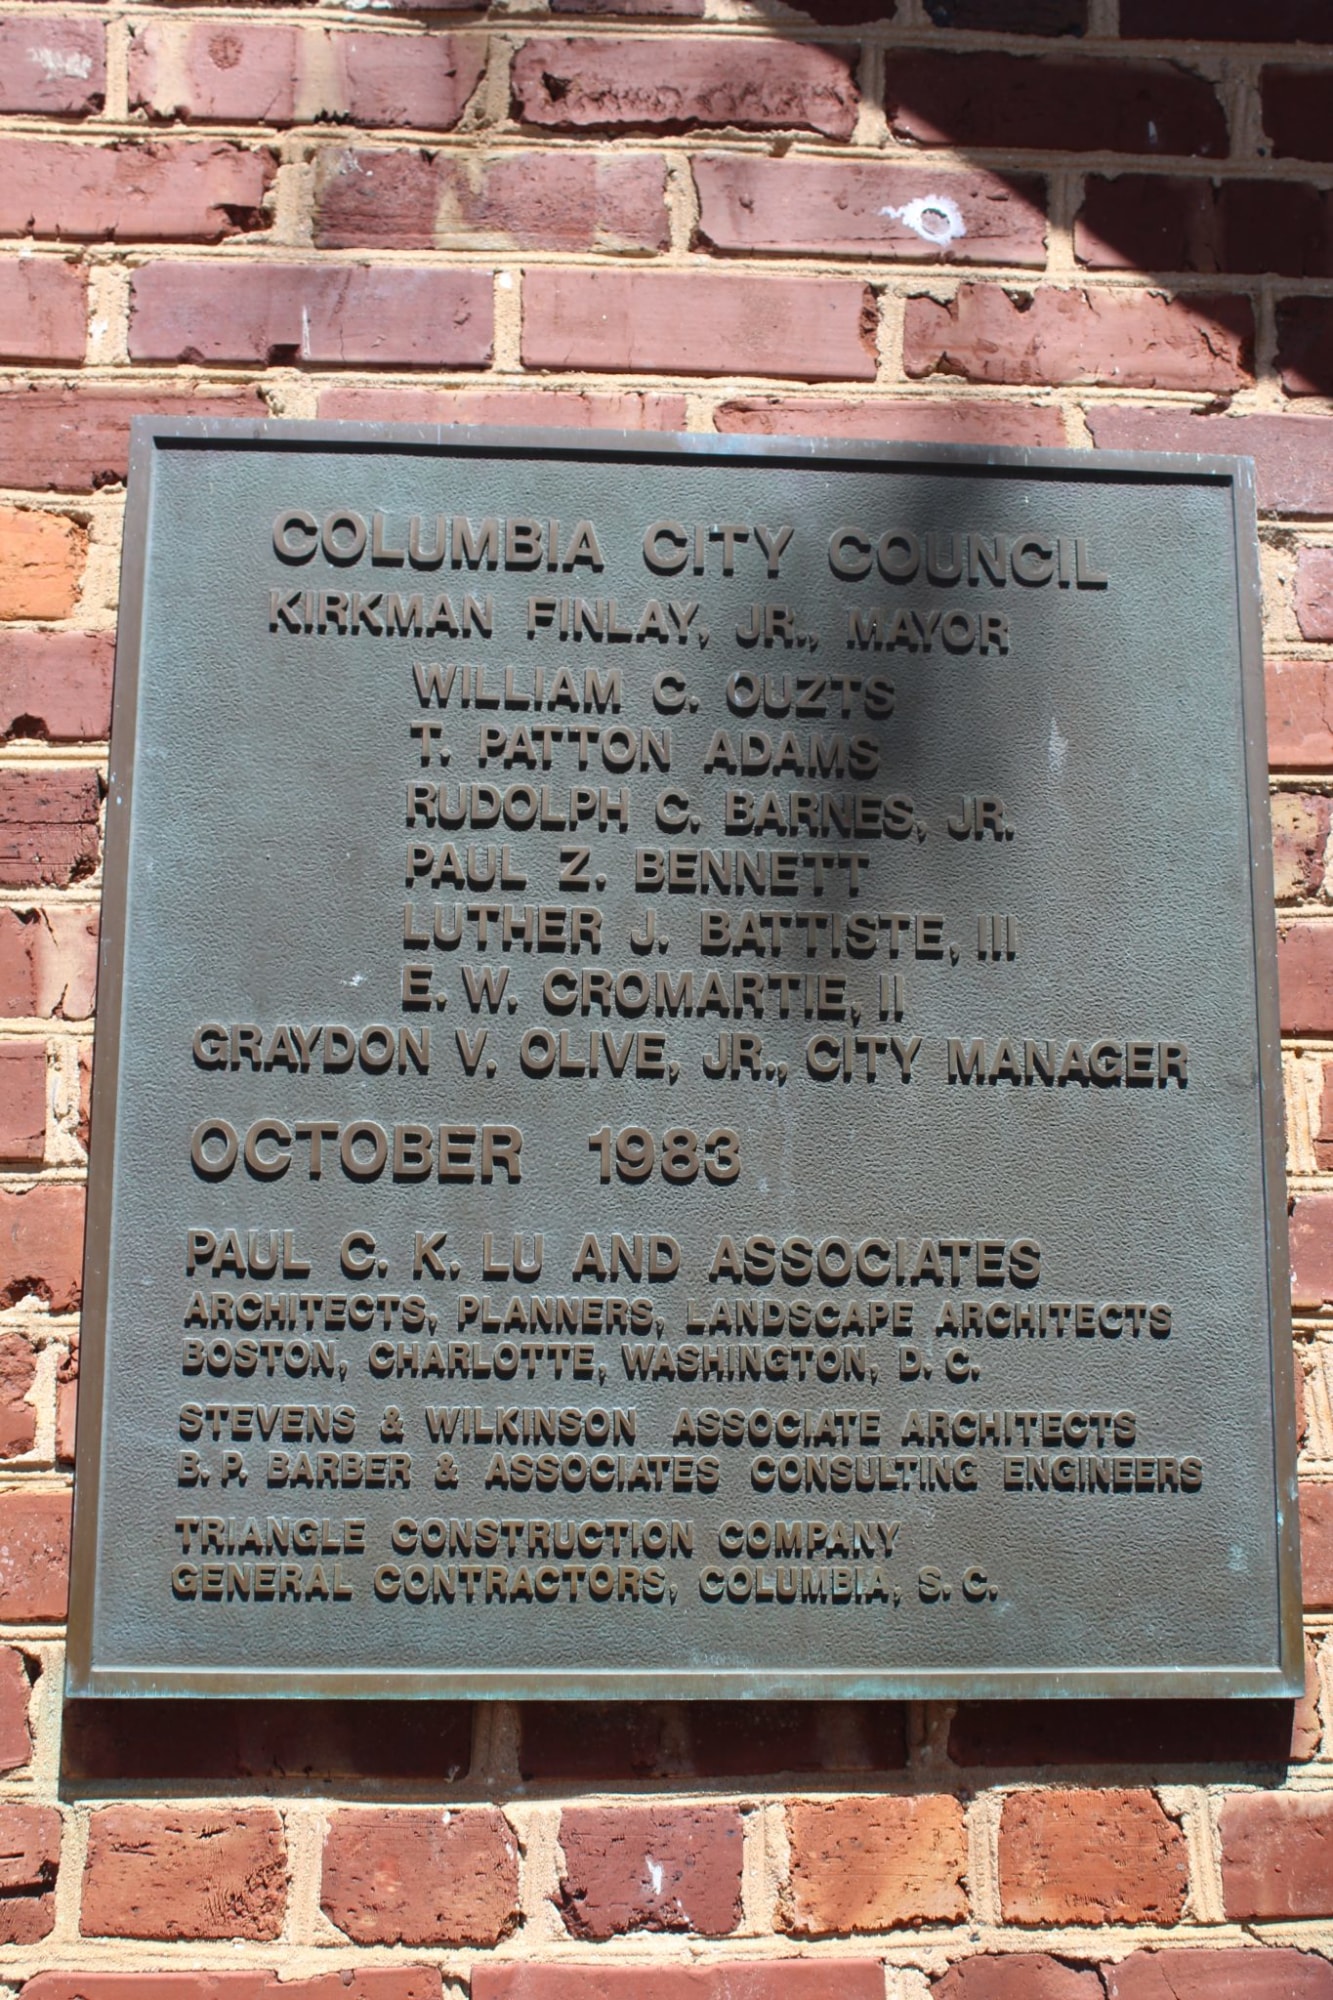 COLUMBIA CITY COUNCIL
KIRKMAN FINLAY, JR., MAYOR
WILLIAM C. OUZTS
T. PATTON ADAMS
RUDOLPH C. BARNES, JR.
PAUL Z. BENNETT
LUTHER J. BATTISTE, III
E. W. CROMARTIE, II
GRAYDON V. OLIVE, JR., CITY MANAGER
OCTOBER 1983
PAUL C. K. LU AND ASSOCIATES
ARCHITECTS, PLANNERS, LANDSCAPE ARCHITECTS
BOSTON, CHARLOTTE, WASHINGTON, D. C.
STEVENS & WILKINSON ASSOCIATE ARCHITECTS
B. P. BARBER & ASSOCIATES CONSULTING ENGINEERS
TRIANGLE CONSTRUCTION COMPANY
GENERAL CONTRACTORS, COLUMBIA, S. C.